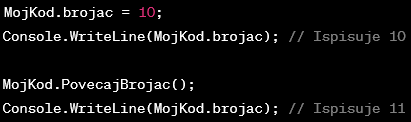 MojKod.brojac = 10;
Console.WriteLine(MojKod.brojac); // Ispisuje 10
MojKod.PovecajBrojac();
Console.WriteLine(MojKod.brojac); // Ispisuje 11